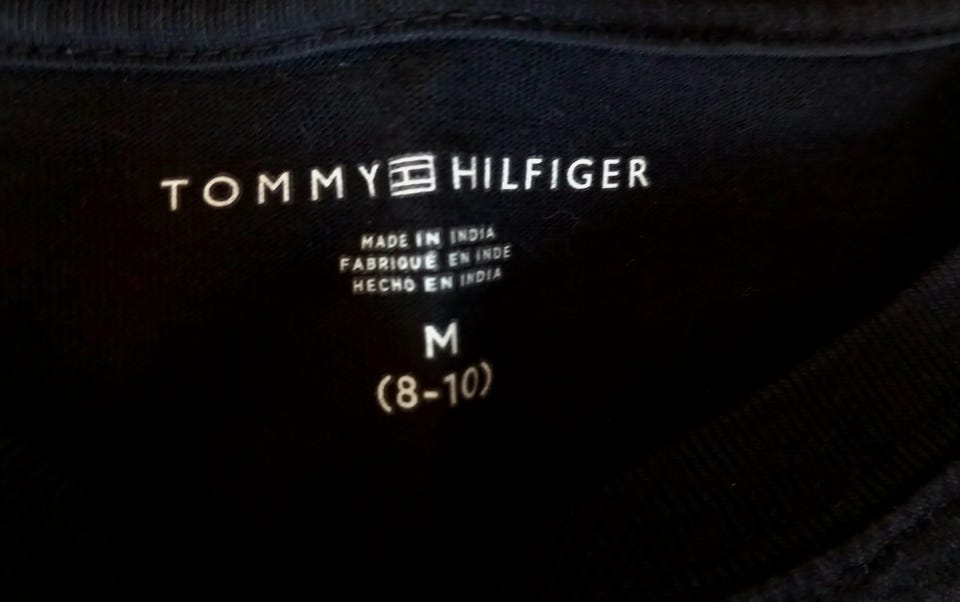 TOMMY HILFIGER
MADE IN INDIA
FABRIQUÉ EN INDE
HECHO EN INDIA
M
(8-10)